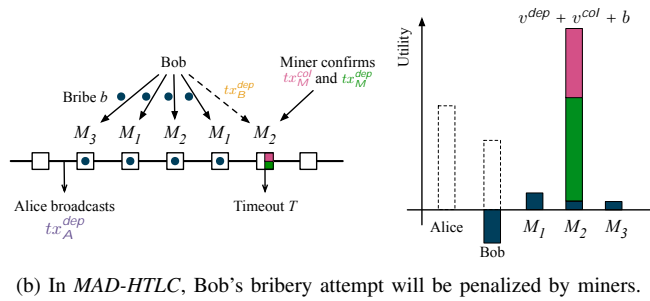 Bob
Bribe b
tx_B^dep
Miner confirms
tx_M^col and tx_M^dep
M_3 M_1 M_2 M_1 M_2
Alice broadcasts
tx_A^dep
Timeout T
v^dep + v^col + b
Utility
Alice
Bob
M_1 M_2 M_3
(b) In MAD-HTLC, Bob's bribery attempt will be penalized by miners.